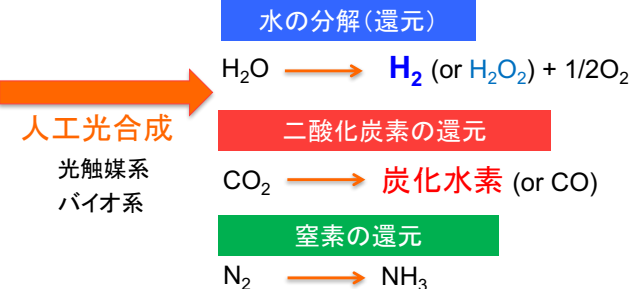 水の分解(還元)
H₂O → H₂ (or H₂O₂) + 1/2O₂
人工光合成
光触媒系
バイオ系
二酸化炭素の還元
CO₂ → 炭化水素 (or CO)
窒素の還元
N₂ → NH₃